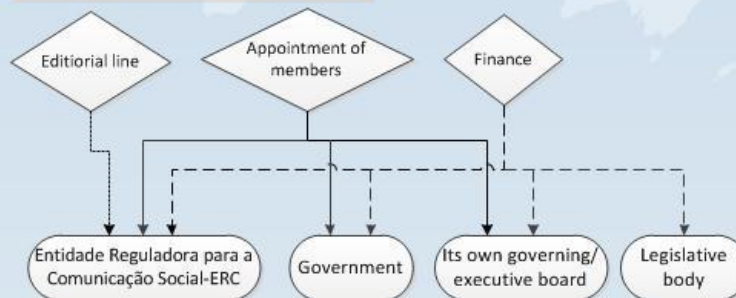 Editiorial line
Appointment of
members
Finance
Entidade Reguladora para a
Comunicação Social-ERC
Government
Its own governing/
executive board
Legislative
body